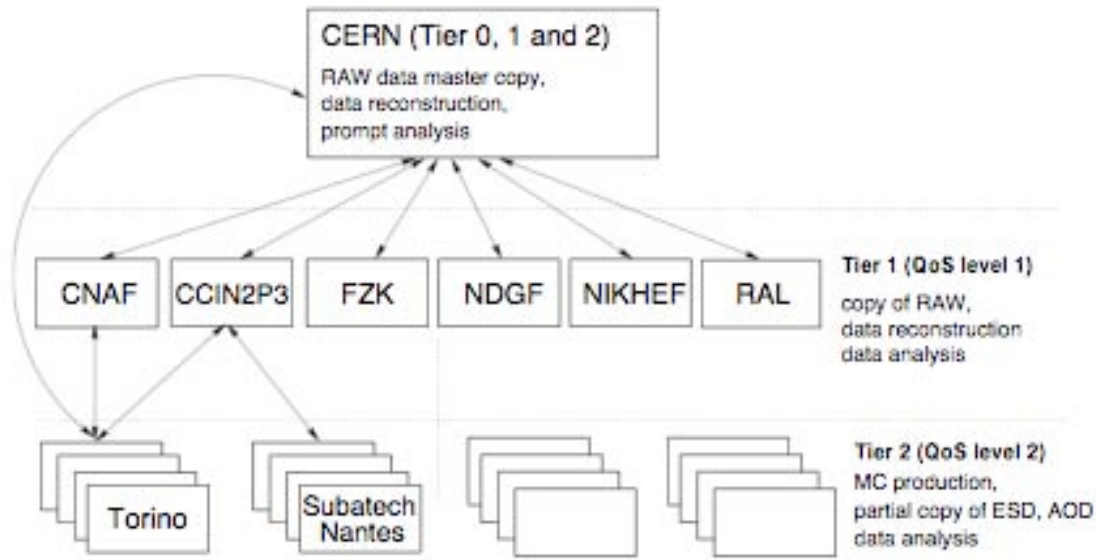 CERN (Tier 0, 1 and 2)
RAW data master copy,
data reconstruction,
prompt analysis
CNAF
CCIN2P3
FZK
NDGF
NIKHEF
RAL
Tier 1 (QoS level 1)
copy of RAW,
data reconstruction
data analysis
Torino
Subatech
Nantes
Tier 2 (QoS level 2)
MC production,
partial copy of ESD, AOD
data analysis